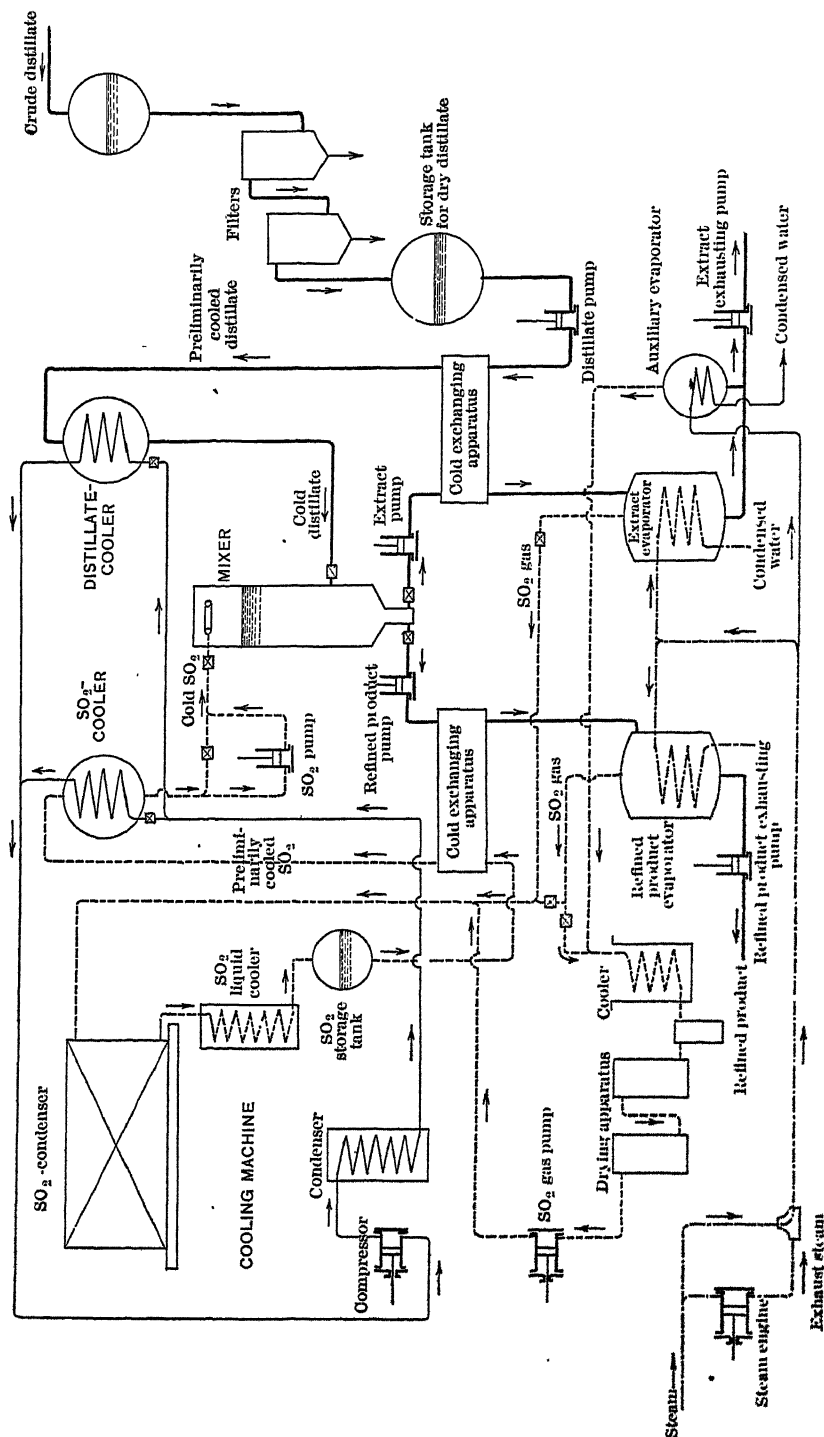 Crude distillate
Filters
Storage tank
for dry distillate
Preliminarily
cooled
distillate
Distillate pump
Auxiliary evaporator
Extract
exhausting pump
Condensed water
DISTILLATE-
COOLER
Cold
distillate
MIXER
Extract
pump
Cold exchanging
apparatus
SO₂ gas
Extract
evaporator
Condensed
water
SO₂-
COOLER
Cold SO₂
SO₂ pump
Refined product
pump
Cold exchanging
apparatus
SO₂ gas
Refined
product
evaporator
Refined product exhausting
pump
Prelimi-
narily
cooled
SO₂
SO₂
liquid
cooler
SO₂
storage
tank
Cooler
Refined product
SO₂ -condenser
COOLING MACHINE
Condenser
Compressor
SO₂ gas pump
Drying apparatus
Steam
Steam engine
Exhaust steam